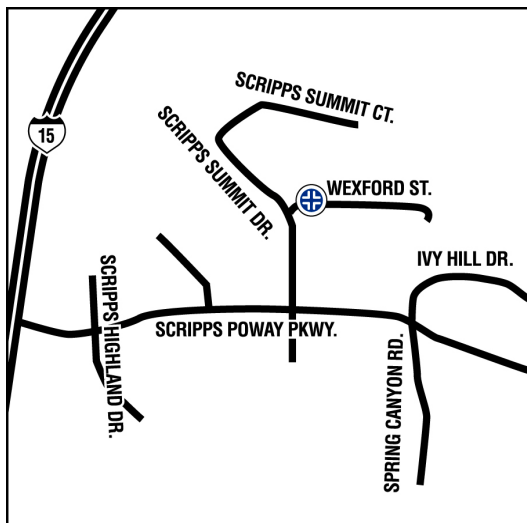 SCRIPPS SUMMIT CT.
15
SCRIPPS SUMMIT DR.
WEXFORD ST.
IVY HILL DR.
SCRIPPS HIGHLAND DR.
SCRIPPS POWAY PKWY.
SPRING CANYON RD.